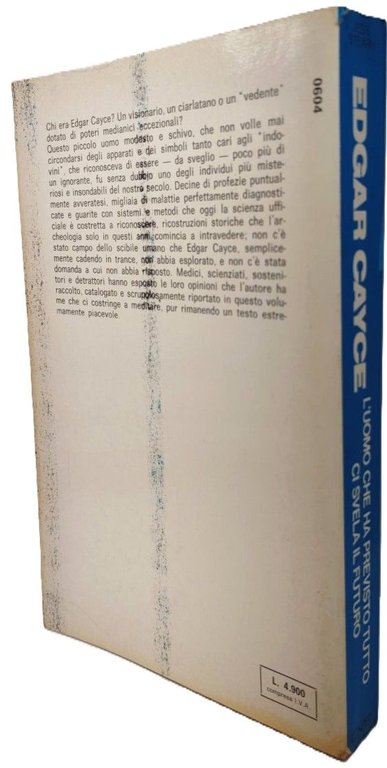 0604
Chi era Edgar Cayce? Un visionario, un ciarlatano o un "vedente"
dotato di poteri medianici eccezionali?
Questo piccolo uomo modesto e schivo, che non volle mai
circondarsi degli apparati e dei simboli tanto cari agli "indo-
vini", che riconosceva di essere — da sveglio — poco più di
un ignorante, fu senza dubbio uno degli individui più miste-
riosi e insondabili del nostro secolo. Decine di profezie puntual-
mente avveratesi, migliaia di malattie perfettamente diagnosti-
cate e guarite con sistemi e metodi che oggi la scienza uffi-
ciale è costretta a riconoscere, ricostruzioni storiche che l'ar-
cheologia solo in questi anni comincia a intravedere; non c'è
stato campo dello scibile umano che Edgar Cayce, semplice-
mente cadendo in trance, non abbia esplorato, e non c'è stata
domanda a cui non abbia risposto. Medici, scienziati, sosteni-
tori e detrattori hanno esposto le loro opinioni che l'autore ha
raccolto, catalogato e scrupolosamente riportato in questo volu-
me che ci costringe a meditare, pur rimanendo un testo estre-
mamente piacevole.
L. 4.900
compresa I.V.A.
JESS
STEARN
EDGAR CAYCE
L'UOMO CHE HA PREVISTO TUTTO
CI SVELA IL FUTURO